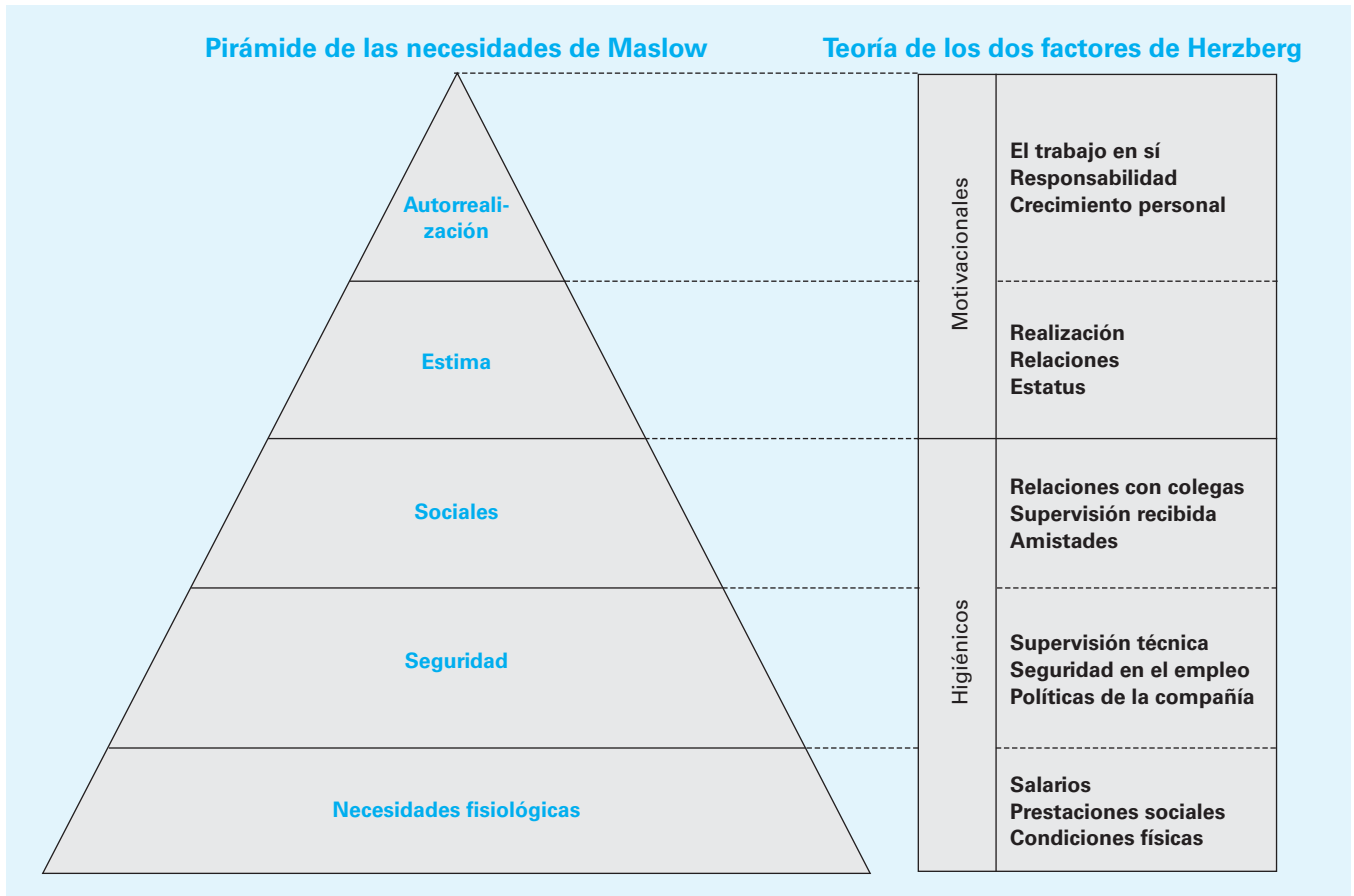 Pirámide de las necesidades de Maslow
Teoría de los dos factores de Herzberg
Autorreali-
zación
Estima
Sociales
Seguridad
Necesidades fisiológicas
Motivacionales
El trabajo en sí
Responsabilidad
Crecimiento personal
Realización
Relaciones
Estatus
Higiénicos
Relaciones con colegas
Supervisión recibida
Amistades
Supervisión técnica
Seguridad en el empleo
Políticas de la compañía
Salarios
Prestaciones sociales
Condiciones físicas